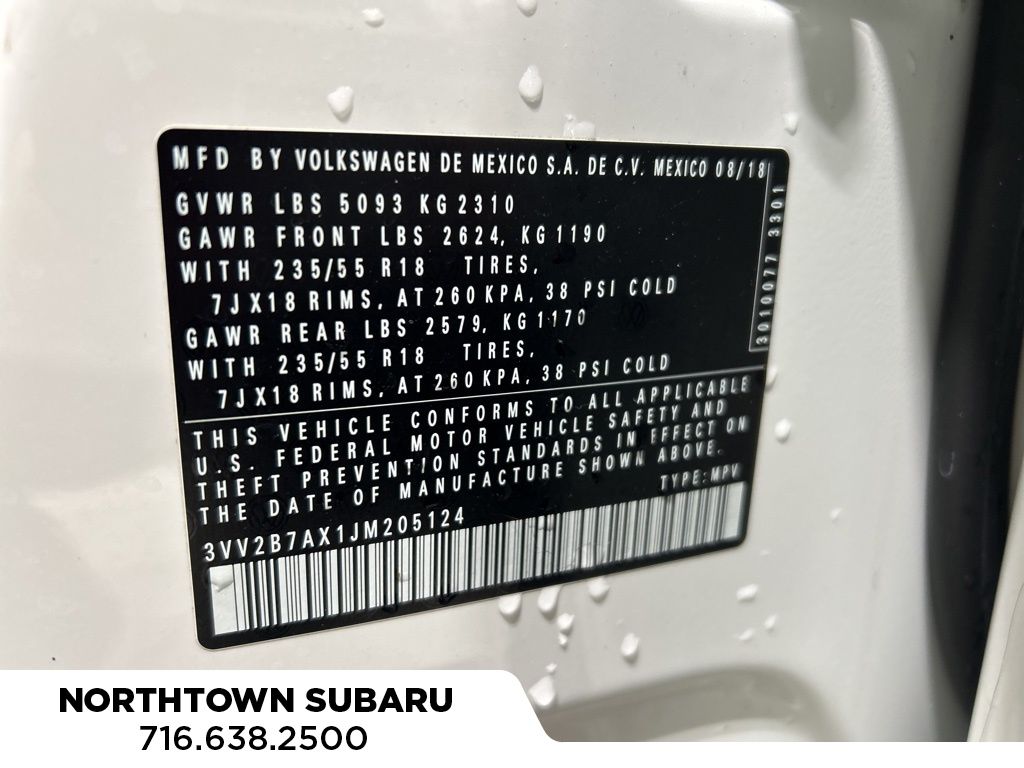 MFD BY VOLKSWAGEN DE MEXICO S.A. DE C.V. MEXICO 08/18
GVWR LBS 5093 KG 2310
GAWR FRONT LBS 2624, KG 1190
WITH 235/55 R18 TIRES,
7JX18 RIMS, AT 260 KPA, 38 PSI COLD
GAWR REAR LBS 2579, KG 1170
WITH 235/55 R18 TIRES,
7JX18 RIMS, AT 260 KPA, 38 PSI COLD
3010077 3301
THIS VEHICLE CONFORMS TO ALL APPLICABLE
U.S. FEDERAL MOTOR VEHICLE SAFETY AND
THEFT PREVENTION STANDARDS IN EFFECT ON
THE DATE OF MANUFACTURE SHOWN ABOVE.
3VV2B7AX1JM205124 TYPE: MPV
NORTHTOWN SUBARU
716.638.2500